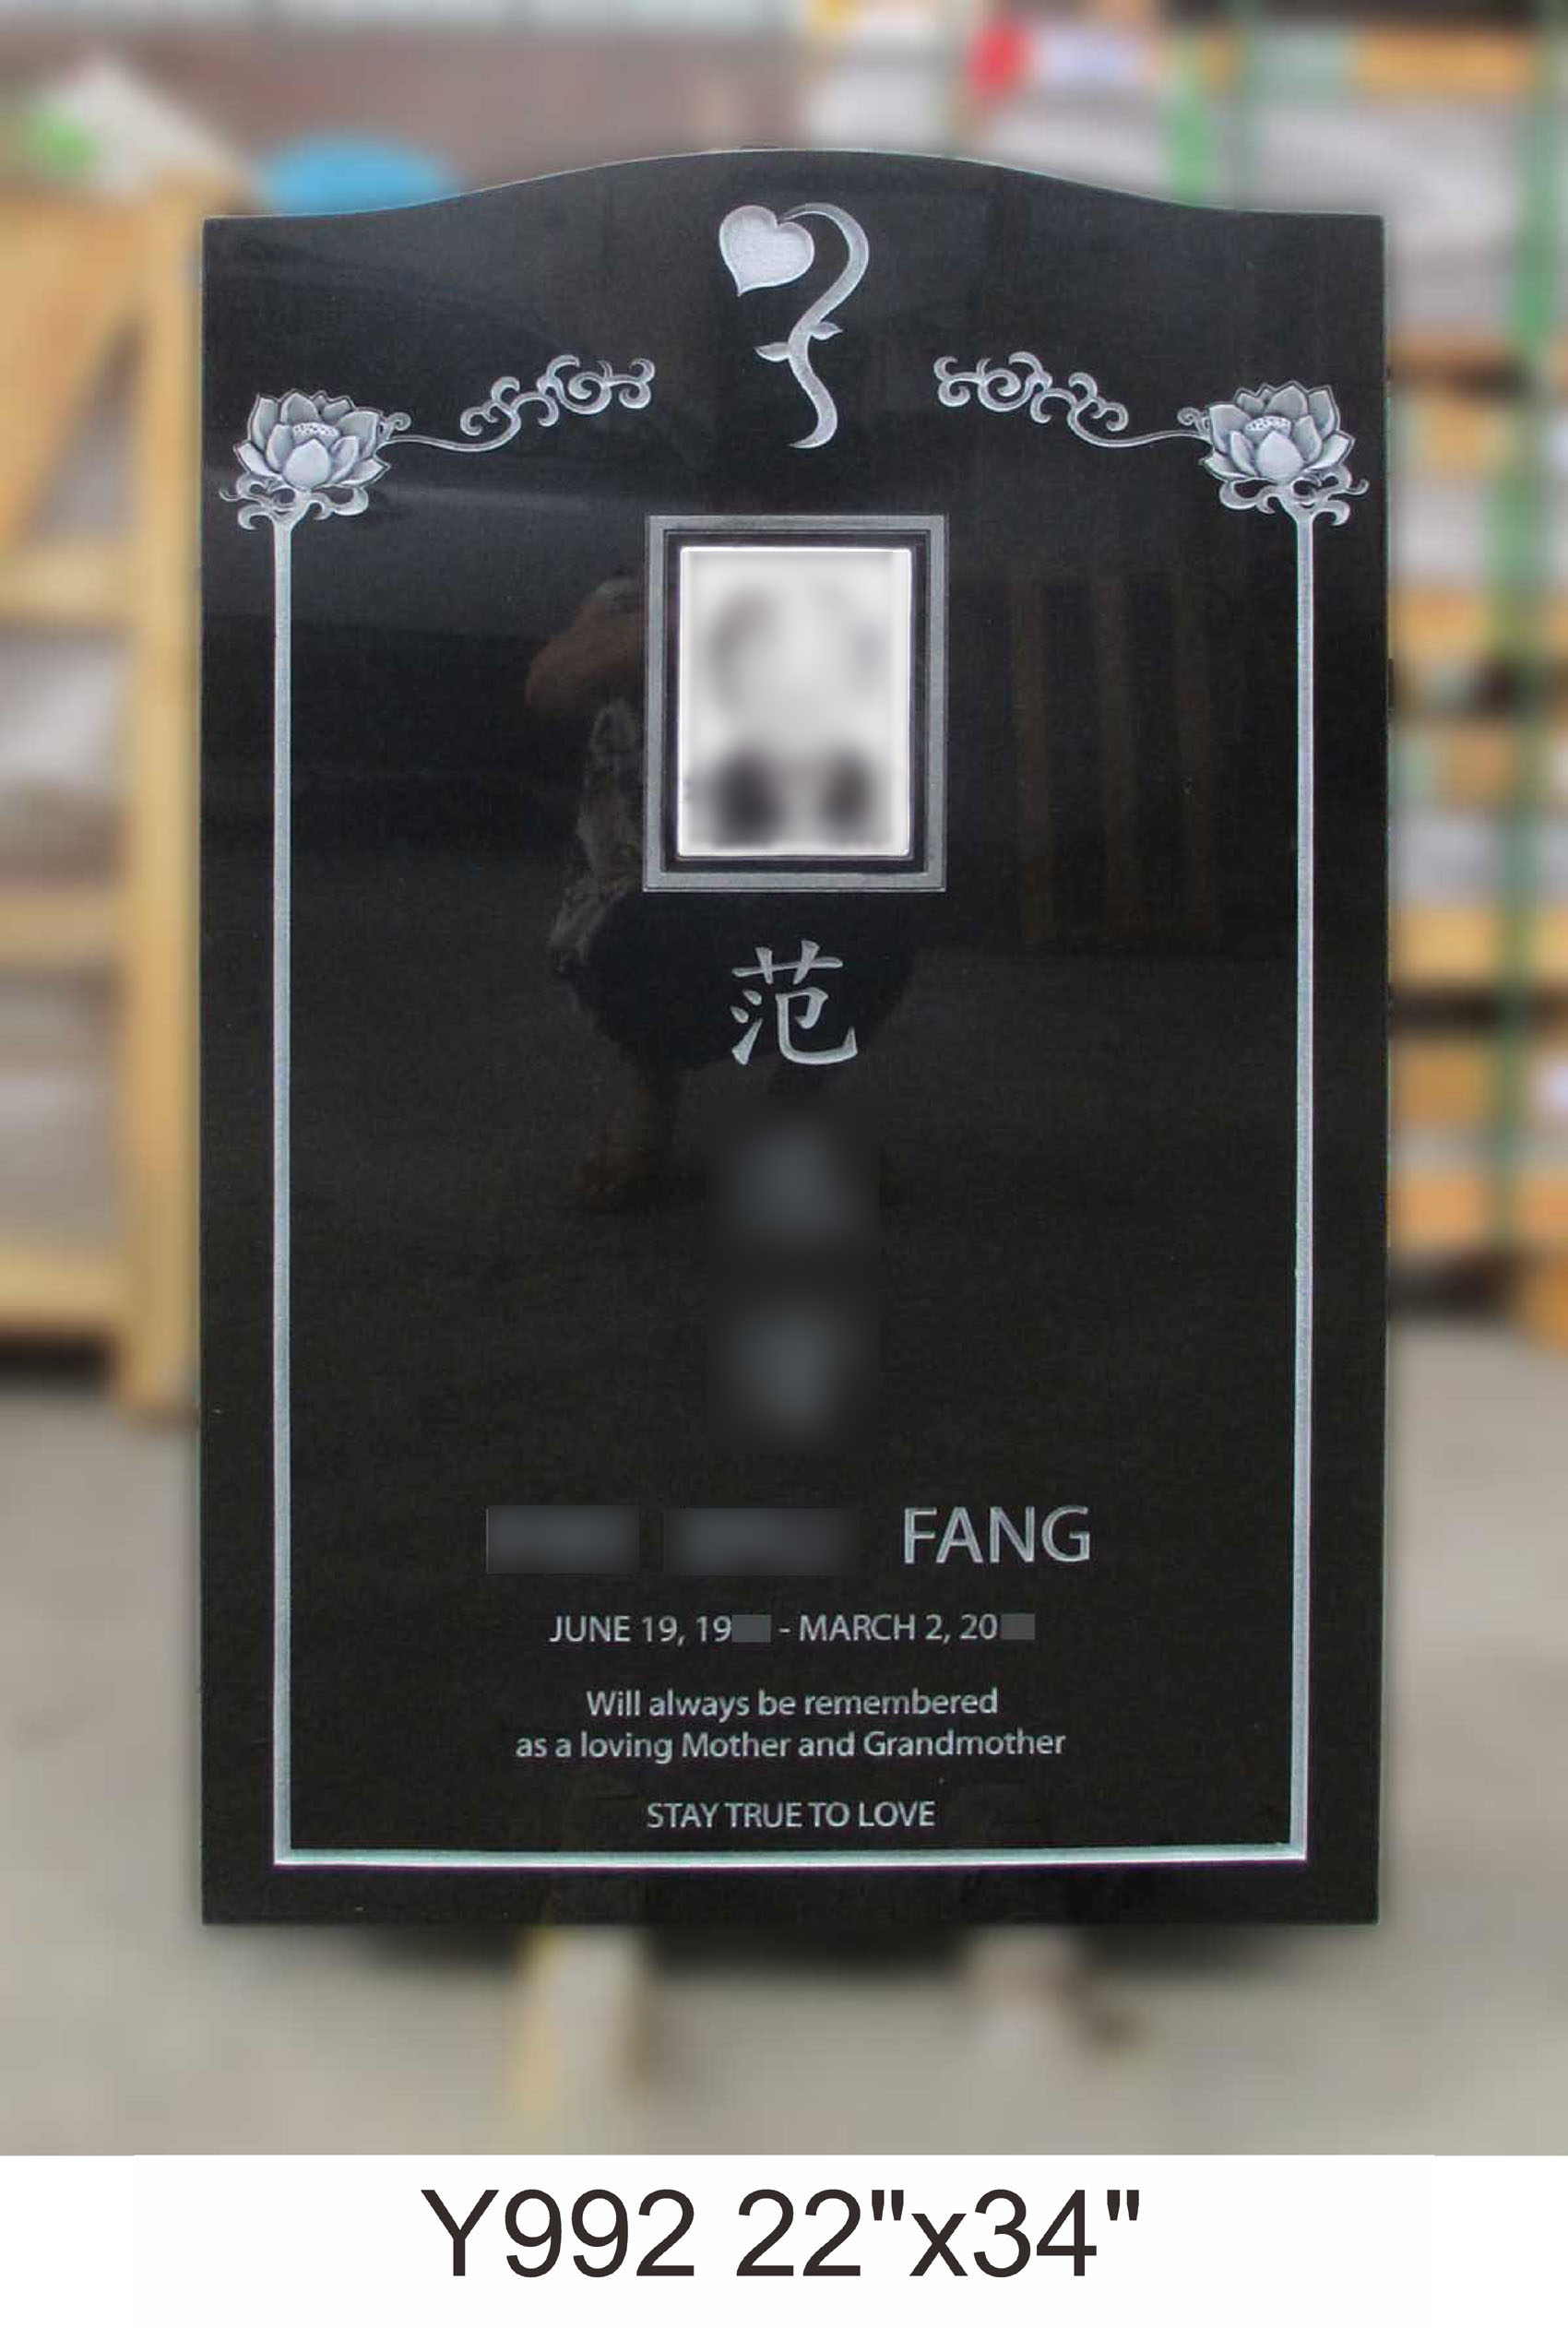 范
FANG
JUNE 19, 19 - MARCH 2, 20
Will always be remembered
as a loving Mother and Grandmother
STAY TRUE TO LOVE
Y992 22"x34"